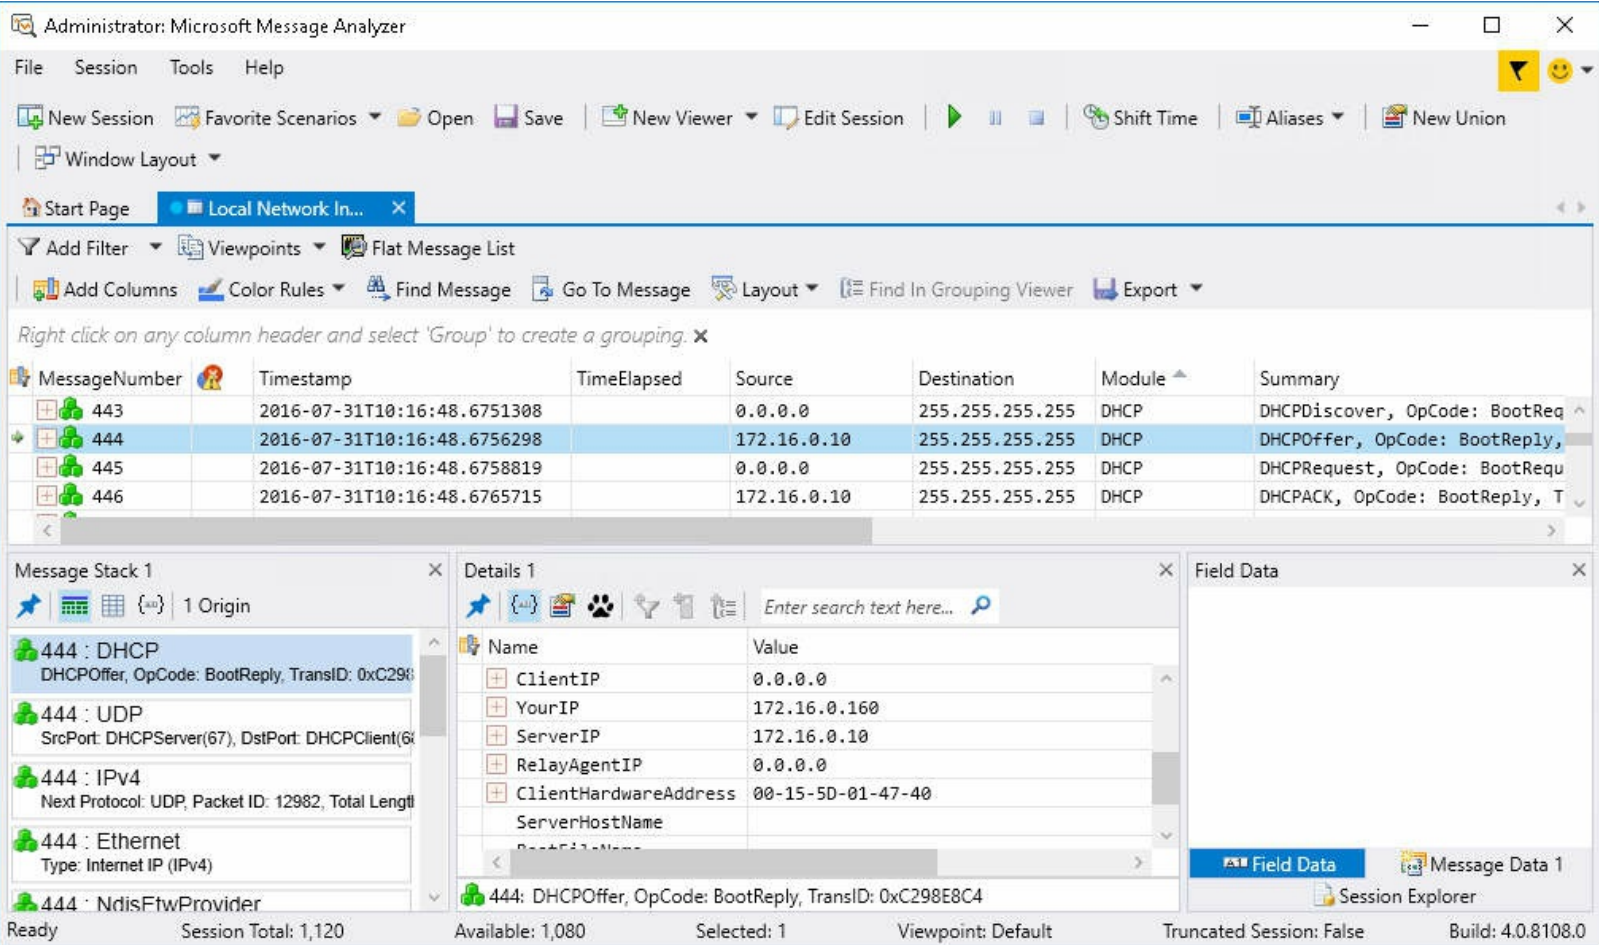 Administrator: Microsoft Message Analyzer
File Session Tools Help
New Session Favorite Scenarios Open Save New Viewer Edit Session Shift Time Aliases New Union
Window Layout
Start Page Local Network In...
Add Filter Viewpoints Flat Message List
Add Columns Color Rules Find Message Go To Message Layout Find In Grouping Viewer Export
Right click on any column header and select 'Group' to create a grouping.
MessageNumber Timestamp TimeElapsed Source Destination Module Summary
443 2016-07-31T10:16:48.6751308 0.0.0.0 255.255.255.255 DHCP DHCPDiscover, OpCode: BootReq
444 2016-07-31T10:16:48.6756298 172.16.0.10 255.255.255.255 DHCP DHCPOffer, OpCode: BootReply,
445 2016-07-31T10:16:48.6758819 0.0.0.0 255.255.255.255 DHCP DHCPRequest, OpCode: BootRequ
446 2016-07-31T10:16:48.6765715 172.16.0.10 255.255.255.255 DHCP DHCPACK, OpCode: BootReply, T
Message Stack 1
1 Origin
444 : DHCP
DHCPOffer, OpCode: BootReply, TransID: 0xC298
444 : UDP
SrcPort: DHCPServer(67), DstPort: DHCPClient(68
444 : IPv4
Next Protocol: UDP, Packet ID: 12982, Total Lengt
444 : Ethernet
Type: Internet IP (IPv4)
444 : NdisEtwProvider
Details 1
Enter search text here...
Name Value
ClientIP 0.0.0.0
YourIP 172.16.0.160
ServerIP 172.16.0.10
RelayAgentIP 0.0.0.0
ClientHardwareAddress 00-15-5D-01-47-40
ServerHostName
BootFileName
444: DHCPOffer, OpCode: BootReply, TransID: 0xC298E8C4
Field Data
Field Data Message Data 1
Session Explorer
Ready Session Total: 1,120 Available: 1,080 Selected: 1 Viewpoint: Default Truncated Session: False Build: 4.0.8108.0